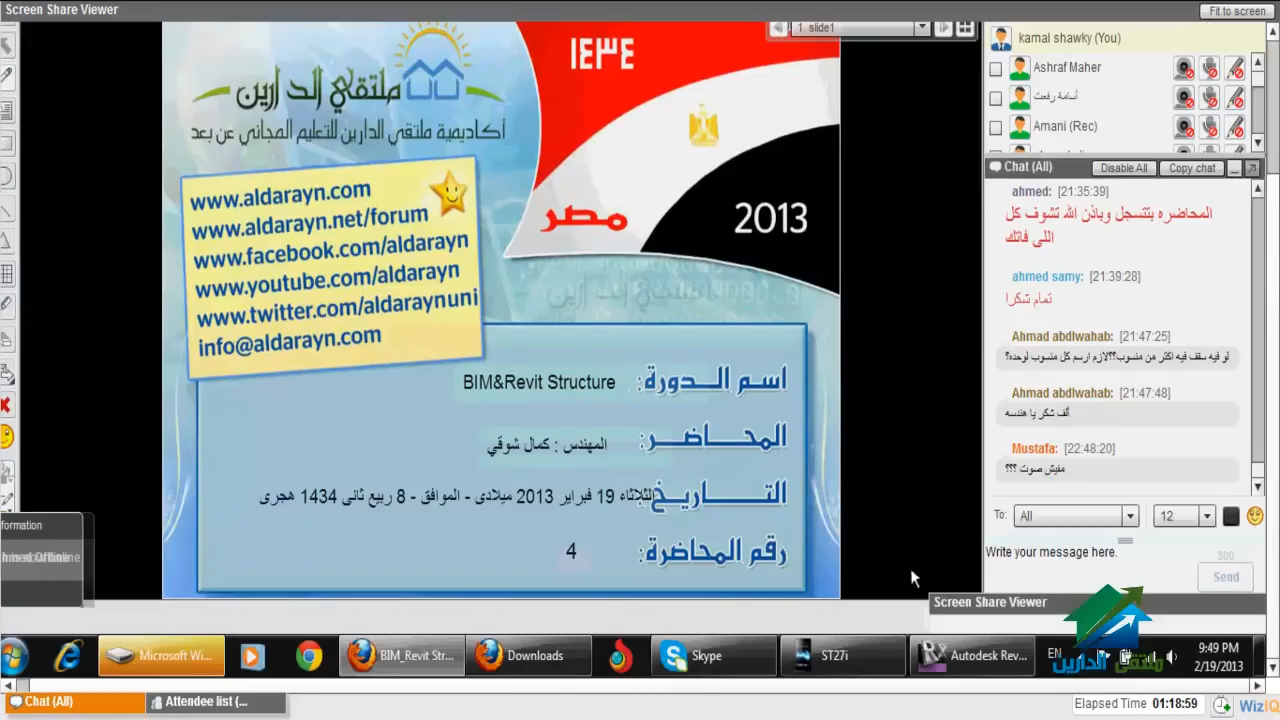 Screen Share Viewer
Fit to screen
1 slide1
١٤٣٤
ملتقي الدارين
أكاديمية ملتقى الدارين للتعليم المجاني عن بعد
www.aldarayn.com
www.aldarayn.net/forum
www.facebook.com/aldarayn
www.youtube.com/aldarayn
www.twitter.com/aldaraynuni
info@aldarayn.com
مصر
2013
اسم الدورة: BIM&Revit Structure
المحاضر: المهندس : كمال شوقي
التاريخ: الثلاثاء 19 فبراير 2013 ميلادى - الموافق - 8 ربيع ثانى 1434 هجرى
رقم المحاضرة: 4
kamal shawky (You)
Ashraf Maher
أسامة رفعت
Amani (Rec)
Chat (All)
Disable All
Copy chat
ahmed: [21:35:39]
المحاضره بتتسجل وباذن الله تشوف كل
اللى فاتك
ahmed samy: [21:39:28]
تمام شكرا
Ahmad abdlwahab: [21:47:25]
لو فيه سقف فيه اكتر من منسوب؟؟لازم ارسم كل منسوب لوحده؟
Ahmad abdlwahab: [21:47:48]
ألف شكر يا هندسه
Mustafa: [22:48:20]
مفيش صوت ؟؟؟
To:
All
12
Write your message here.
300
Send
Screen Share Viewer
formation
Microsoft Wi...
BIM_Revit Str...
Downloads
Skype
ST27i
Autodesk Rev...
EN
9:49 PM
2/19/2013
ملتقى الدارين
Chat (All)
Attendee list (...
Elapsed Time 01:18:59
WizIQ